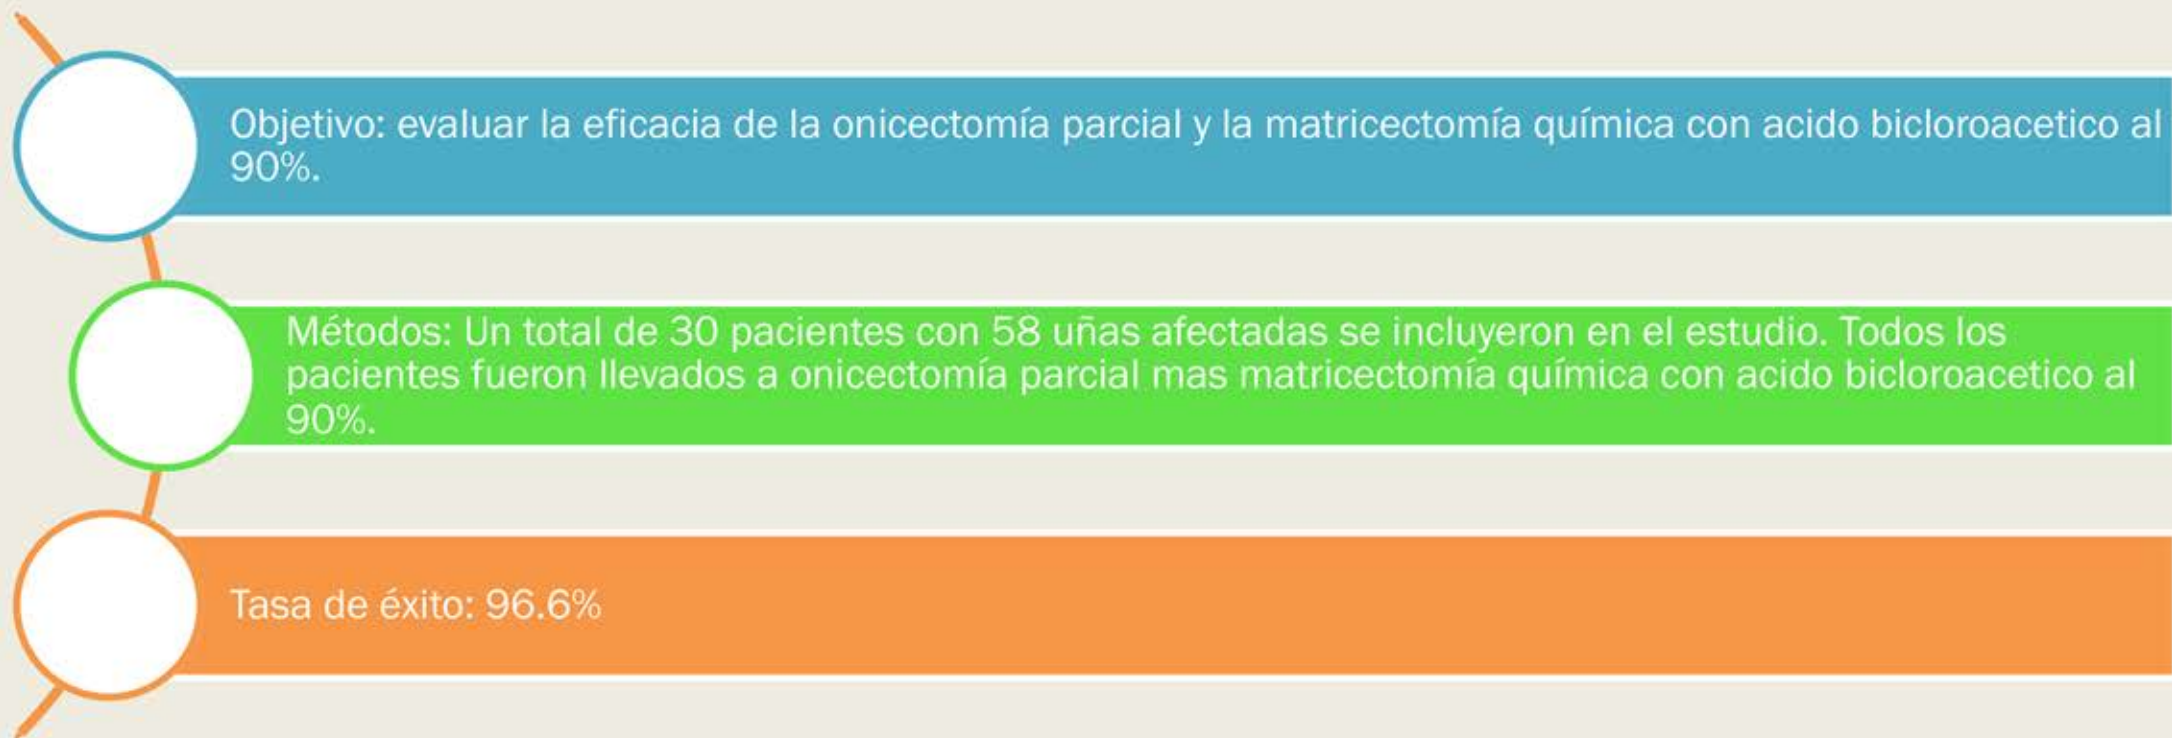 Objetivo: evaluar la eficacia de la onicectomía parcial y la matricectomía química con acido bicloroacetico al
90%.
Métodos: Un total de 30 pacientes con 58 uñas afectadas se incluyeron en el estudio. Todos los
pacientes fueron llevados a onicectomía parcial mas matricectomía química con acido bicloroacetico al
90%.
Tasa de éxito: 96.6%